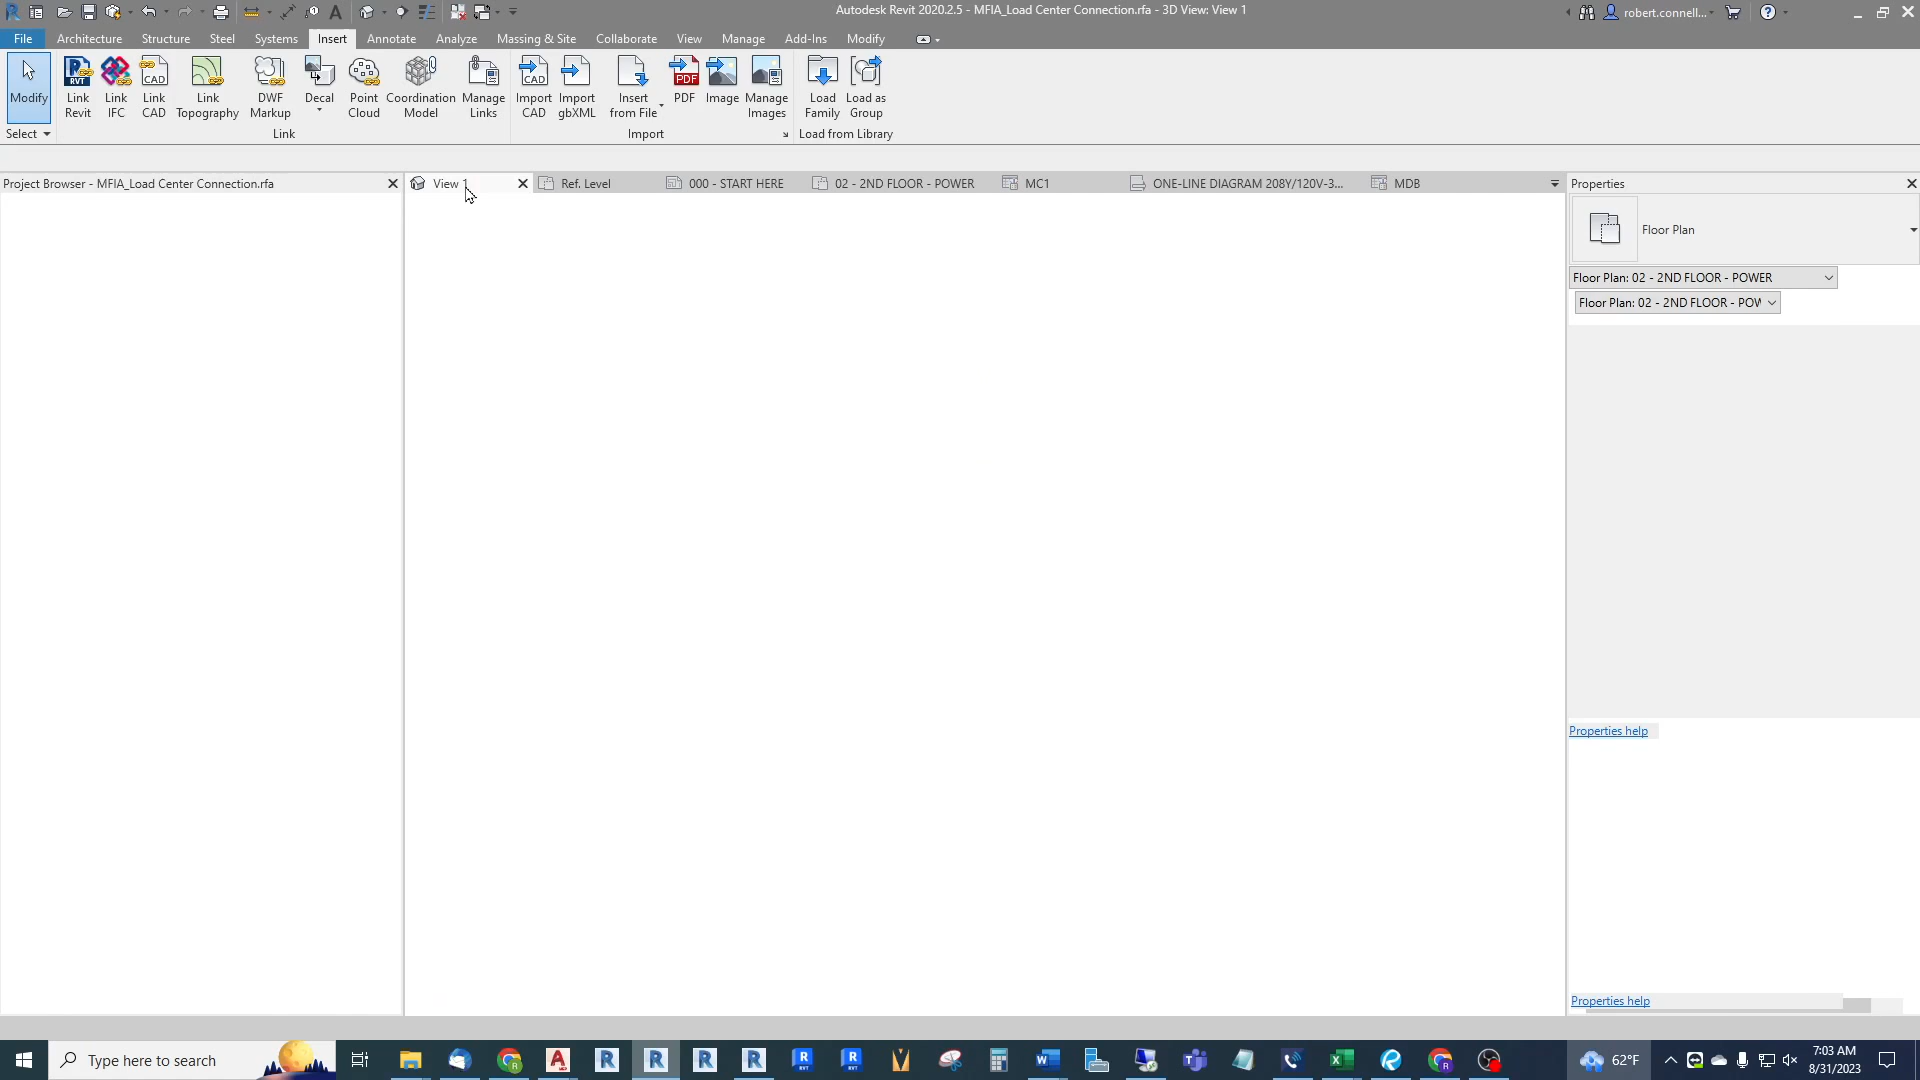 Autodesk Revit 2020.2.5 - MFIA_Load Center Connection.rfa - 3D View: View 1
robert.connell...
File Architecture Structure Steel Systems Insert Annotate Analyze Massing & Site Collaborate View Manage Add-Ins Modify
Modify
Link Revit
Link IFC
Link CAD
Link Topography
DWF Markup
Decal
Point Cloud
Coordination Model
Manage Links
Import CAD
Import gbXML
Insert from File
PDF
Image
Manage Images
Load Family
Load as Group
Select
Link
Import
Load from Library
Project Browser - MFIA_Load Center Connection.rfa
View 1
Ref. Level
000 - START HERE
02 - 2ND FLOOR - POWER
MC1
ONE-LINE DIAGRAM 208Y/120V-3...
MDB
Properties
Floor Plan
Floor Plan: 02 - 2ND FLOOR - POWER
Floor Plan: 02 - 2ND FLOOR - POW
Properties help
Properties help
Type here to search
62°F
7:03 AM
8/31/2023